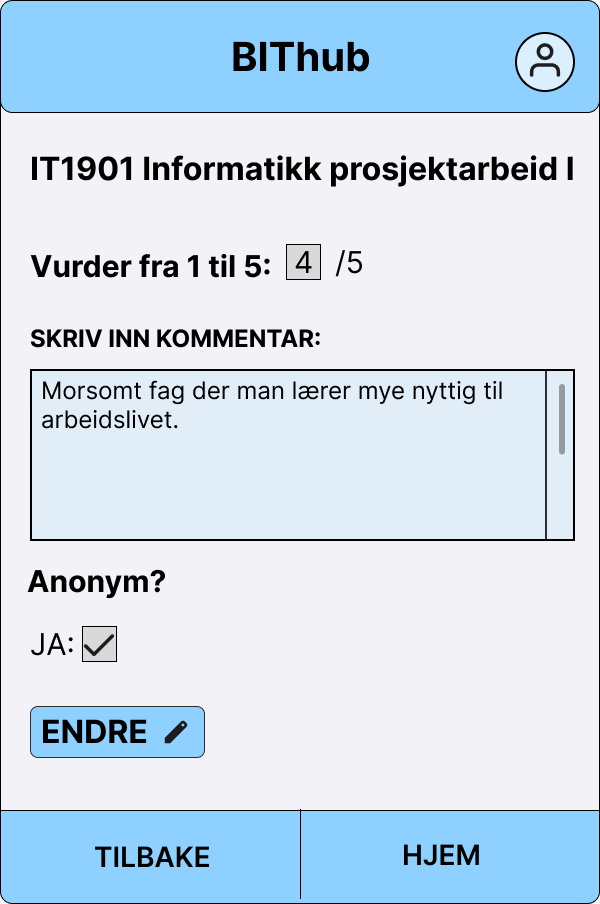 BIThub
IT1901 Informatikk prosjektarbeid I
Vurder fra 1 til 5: 4 /5
SKRIV INN KOMMENTAR:
Morsomt fag der man lærer mye nyttig til
arbeidslivet.
Anonym?
JA:
ENDRE
TILBAKE HJEM